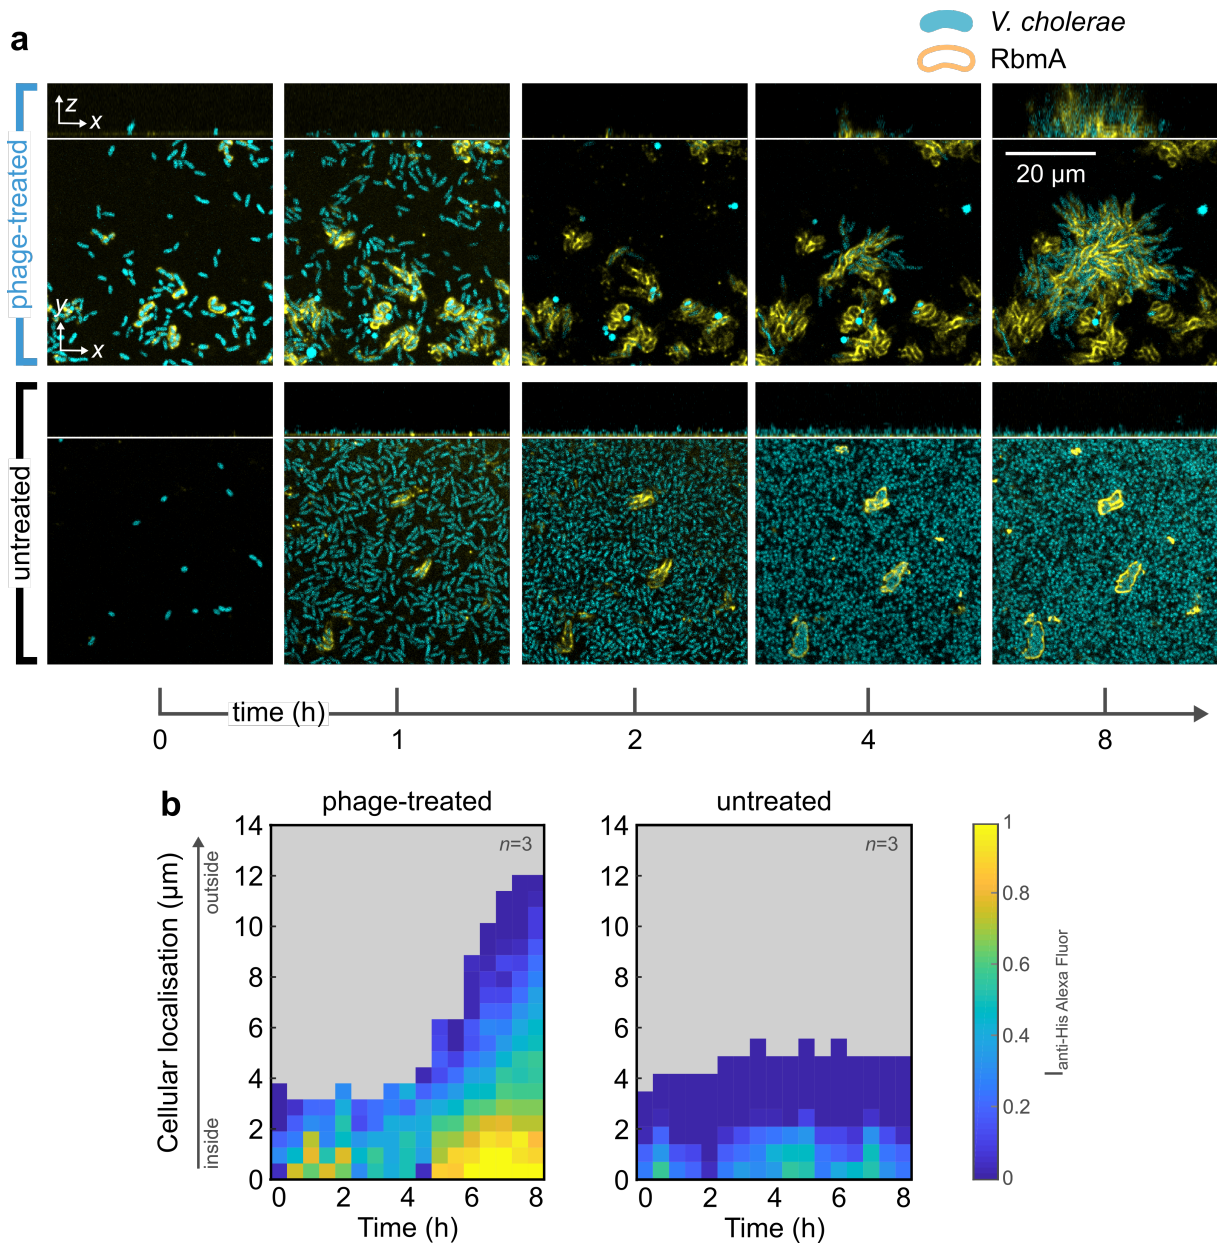 a
V. cholerae
RbmA
phage-treated
z
x
y
x
20 μm
untreated
time (h)
0 1 2 4 8
b
phage-treated
untreated
Cellular localisation (μm)
outside
inside
14
12
10
8
6
4
2
0
n=3
0 2 4 6 8
Time (h)
14
12
10
8
6
4
2
0
n=3
0 2 4 6 8
Time (h)
1
0.8
0.6
0.4
0.2
0
I anti-His Alexa Fluor